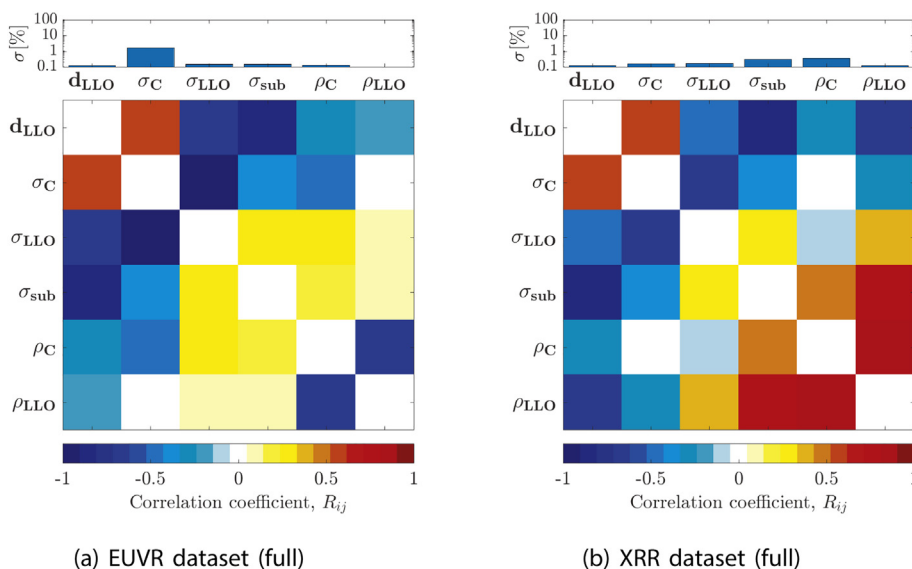 100
10
1
0.1
σ[%]
d_LLO σ_C σ_LLO σ_sub ρ_C ρ_LLO
d_LLO
σ_C
σ_LLO
σ_sub
ρ_C
ρ_LLO
-1 -0.5 0 0.5 1
Correlation coefficient, R_ij
(a) EUVR dataset (full)
100
10
1
0.1
σ[%]
d_LLO σ_C σ_LLO σ_sub ρ_C ρ_LLO
d_LLO
σ_C
σ_LLO
σ_sub
ρ_C
ρ_LLO
-1 -0.5 0 0.5 1
Correlation coefficient, R_ij
(b) XRR dataset (full)